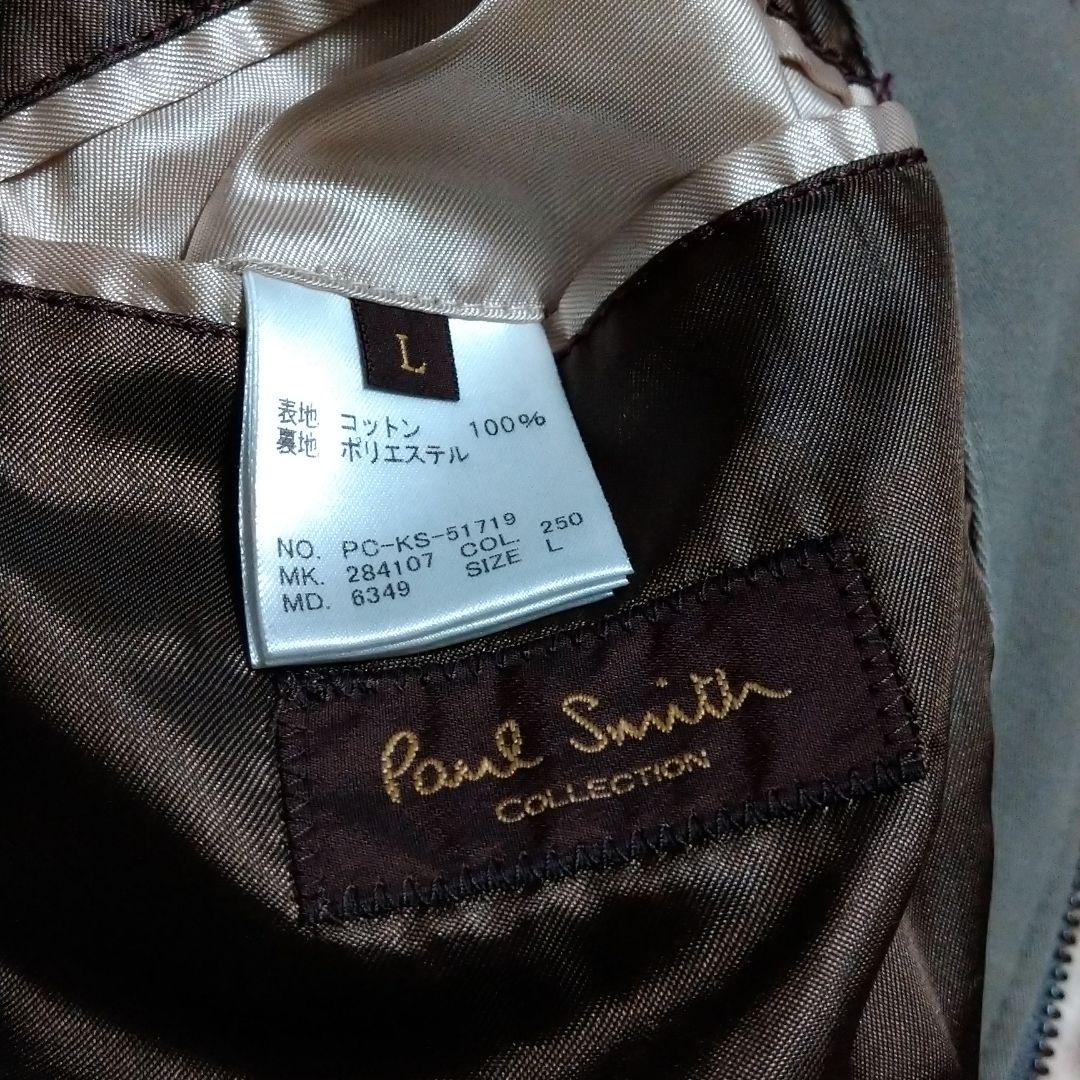 L
表地 コットン 100%
裏地 ポリエステル
NO. PC-KS-51719
MK. 284107 COL. 250
MD. 6349 SIZE L
Paul Smith
COLLECTION